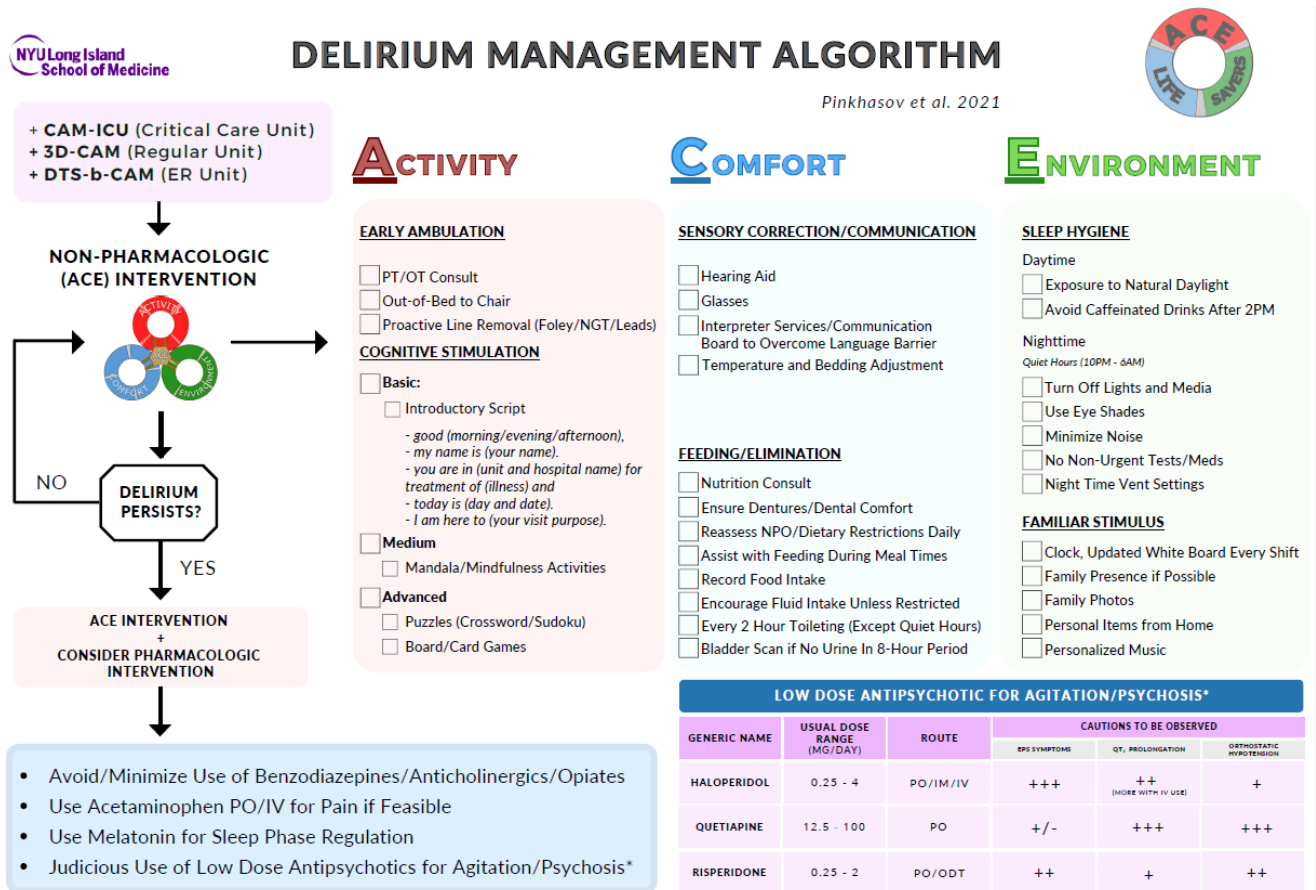 NYU Long Island
School of Medicine
DELIRIUM MANAGEMENT ALGORITHM
Pinkhasov et al. 2021
ACE
LIFE
SAVERS
+ CAM-ICU (Critical Care Unit)
+ 3D-CAM (Regular Unit)
+ DTS-b-CAM (ER Unit)
NON-PHARMACOLOGIC
(ACE) INTERVENTION
ACTIVITY
ACE
COMFORT
ENVIRONMENT
NO
DELIRIUM
PERSISTS?
YES
ACE INTERVENTION
+
CONSIDER PHARMACOLOGIC
INTERVENTION
• Avoid/Minimize Use of Benzodiazepines/Anticholinergics/Opiates
• Use Acetaminophen PO/IV for Pain if Feasible
• Use Melatonin for Sleep Phase Regulation
• Judicious Use of Low Dose Antipsychotics for Agitation/Psychosis*
ACTIVITY
EARLY AMBULATION
PT/OT Consult
Out-of-Bed to Chair
Proactive Line Removal (Foley/NGT/Leads)
COGNITIVE STIMULATION
Basic:
Introductory Script
- good (morning/evening/afternoon),
- my name is (your name).
- you are in (unit and hospital name) for
treatment of (illness) and
- today is (day and date).
- I am here to (your visit purpose).
Medium
Mandala/Mindfulness Activities
Advanced
Puzzles (Crossword/Sudoku)
Board/Card Games
COMFORT
SENSORY CORRECTION/COMMUNICATION
Hearing Aid
Glasses
Interpreter Services/Communication
Board to Overcome Language Barrier
Temperature and Bedding Adjustment
FEEDING/ELIMINATION
Nutrition Consult
Ensure Dentures/Dental Comfort
Reassess NPO/Dietary Restrictions Daily
Assist with Feeding During Meal Times
Record Food Intake
Encourage Fluid Intake Unless Restricted
Every 2 Hour Toileting (Except Quiet Hours)
Bladder Scan if No Urine In 8-Hour Period
ENVIRONMENT
SLEEP HYGIENE
Daytime
Exposure to Natural Daylight
Avoid Caffeinated Drinks After 2PM
Nighttime
Quiet Hours (10PM - 6AM)
Turn Off Lights and Media
Use Eye Shades
Minimize Noise
No Non-Urgent Tests/Meds
Night Time Vent Settings
FAMILIAR STIMULUS
Clock, Updated White Board Every Shift
Family Presence if Possible
Family Photos
Personal Items from Home
Personalized Music
LOW DOSE ANTIPSYCHOTIC FOR AGITATION/PSYCHOSIS*
GENERIC NAME
USUAL DOSE
RANGE
(MG/DAY)
ROUTE
CAUTIONS TO BE OBSERVED
EPS SYMPTOMS
QTc PROLONGATION
ORTHOSTATIC
HYPOTENSION
HALOPERIDOL 0.25 - 4 PO/IM/IV +++ ++ +
(MORE WITH IV USE)
QUETIAPINE 12.5 - 100 PO +/- +++ +++
RISPERIDONE 0.25 - 2 PO/ODT ++ + ++